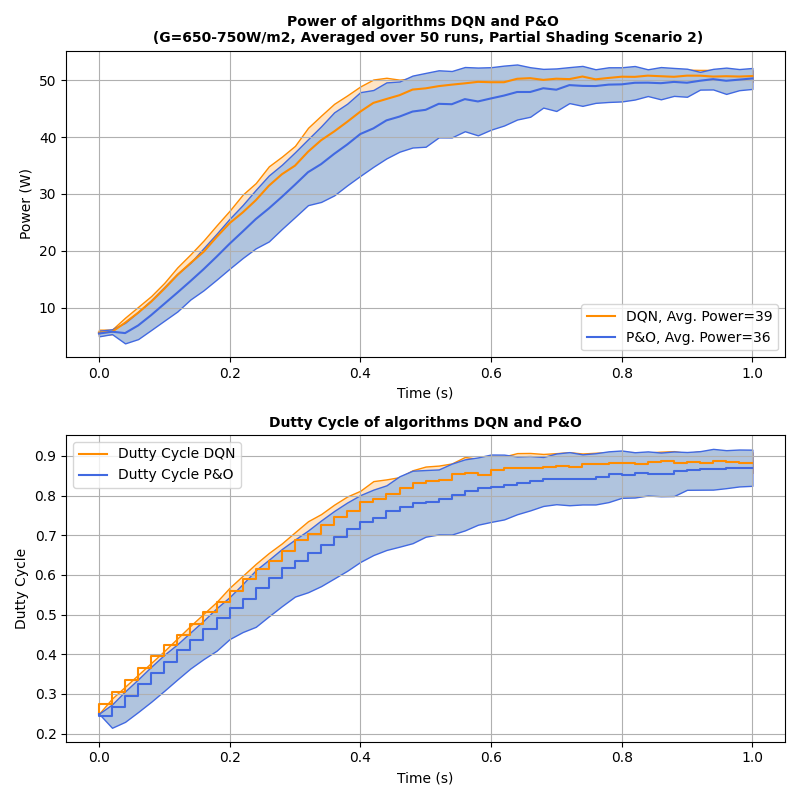 Power of algorithms DQN and P&O
(G=650-750W/m2, Averaged over 50 runs, Partial Shading Scenario 2)
50
40
30
20
10
Power (W)
DQN, Avg. Power=39
P&O, Avg. Power=36
0.0 0.2 0.4 0.6 0.8 1.0
Time (s)
Dutty Cycle of algorithms DQN and P&O
Dutty Cycle DQN
Dutty Cycle P&O
0.9
0.8
0.7
0.6
0.5
0.4
0.3
0.2
Dutty Cycle
0.0 0.2 0.4 0.6 0.8 1.0
Time (s)